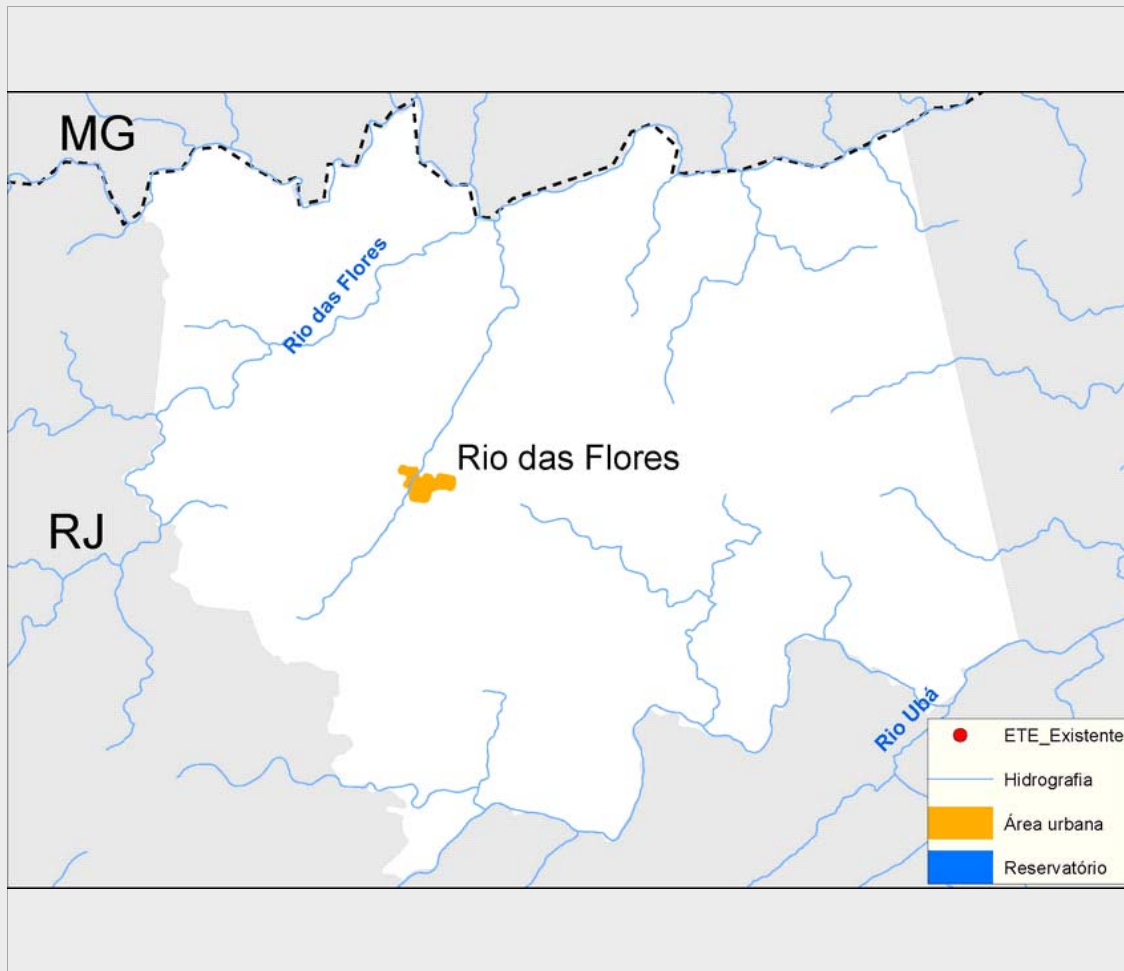 MG
Rio das Flores
Rio das Flores
RJ
Rio Ubá
ETE_Existente
Hidrografia
Área urbana
Reservatório